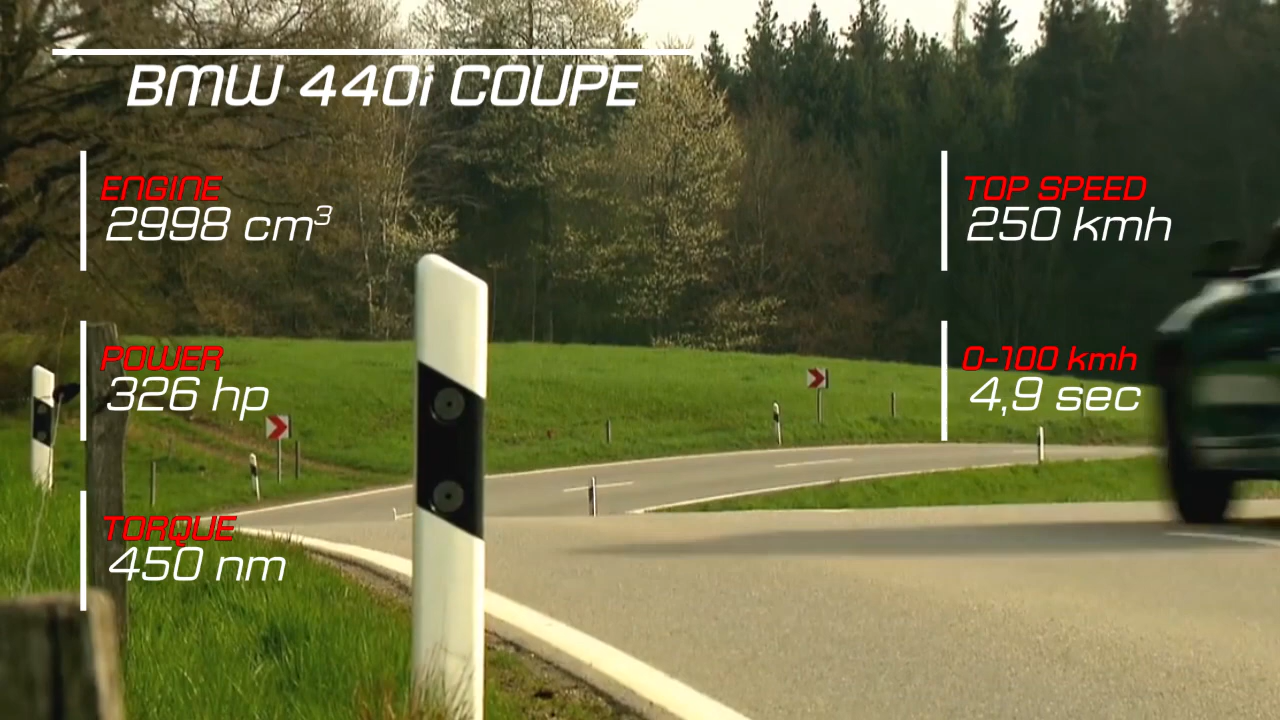 BMW 440i COUPE
ENGINE
2998 cm³
POWER
326 hp
TORQUE
450 nm
TOP SPEED
250 kmh
0-100 kmh
4,9 sec